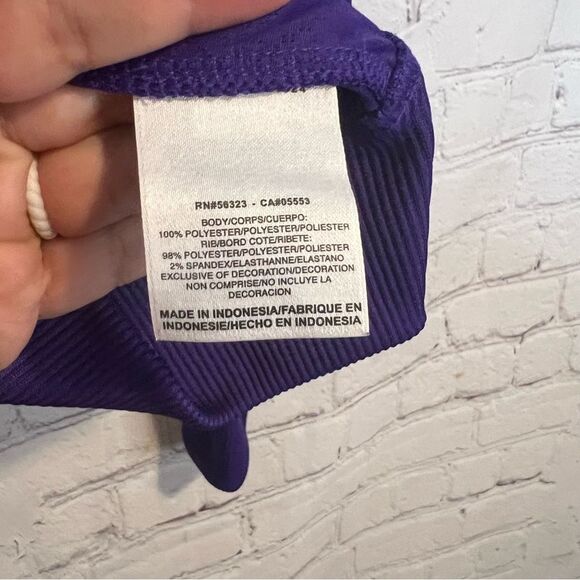 24
RN#56323 - CA#05553
BODY/CORPS/CUERPO:
100% POLYESTER/POLYESTER/POLIESTER
RIB/BORD COTE/RIBETE:
98% POLYESTER/POLYESTER/POLIESTER
2% SPANDEX/ELASTHANNE/ELASTANO
EXCLUSIVE OF DECORATION/DECORATION
NON COMPRISE/NO INCLUYE LA
DECORACION
MADE IN INDONESIA/FABRIQUE EN
INDONESIE/HECHO EN INDONESIA